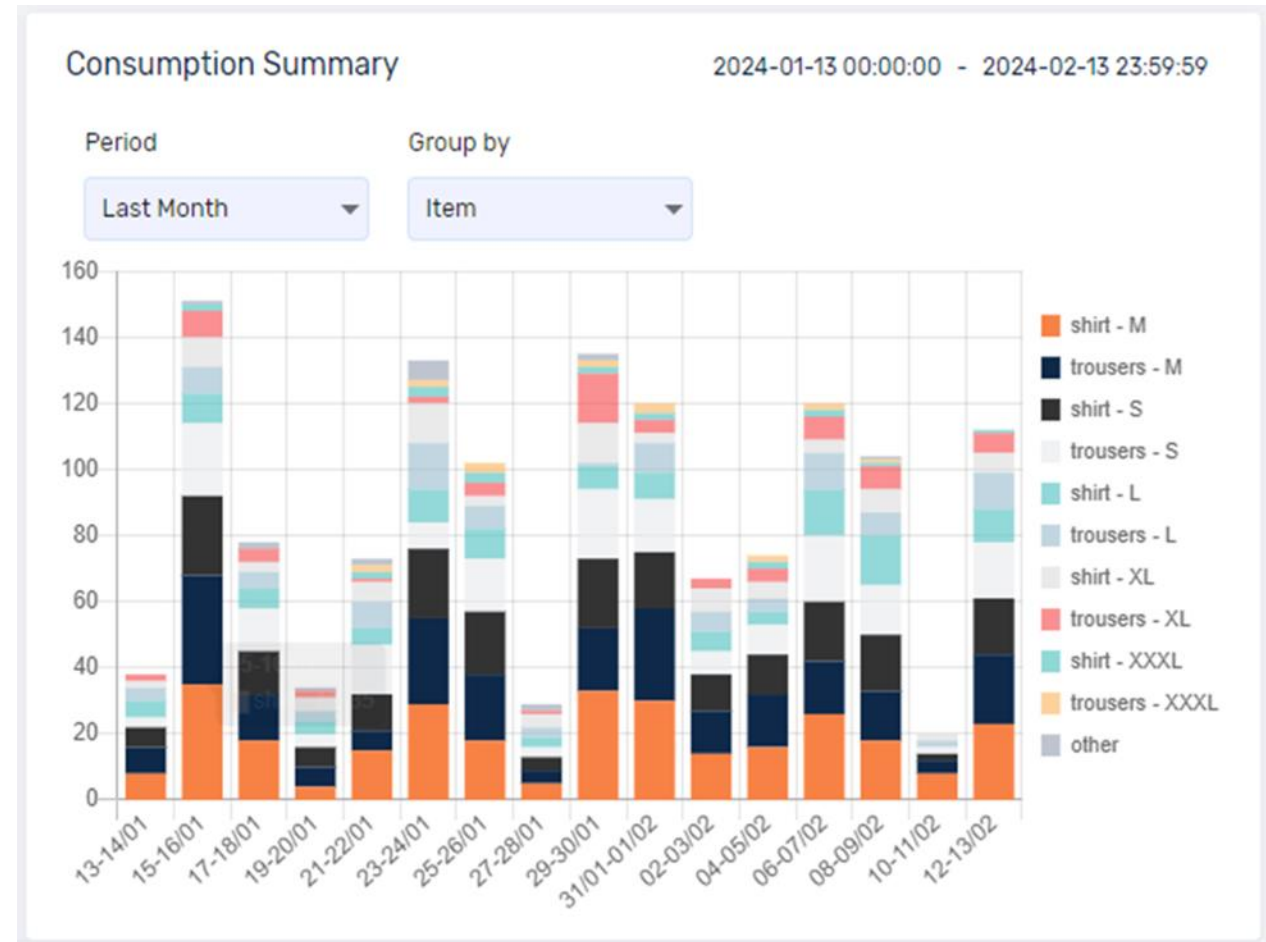 Consumption Summary 2024-01-13 00:00:00 - 2024-02-13 23:59:59
Period Group by
Last Month Item
160
140
120
100
80
60
40
20
0
13-14/01
15-16/01
17-18/01
19-20/01
21-22/01
23-24/01
25-26/01
27-28/01
29-30/01
31/01-01/02
02-03/02
04-05/02
06-07/02
08-09/02
10-11/02
12-13/02
shirt - M
trousers - M
shirt - S
trousers - S
shirt - L
trousers - L
shirt - XL
trousers - XL
shirt - XXXL
trousers - XXXL
other